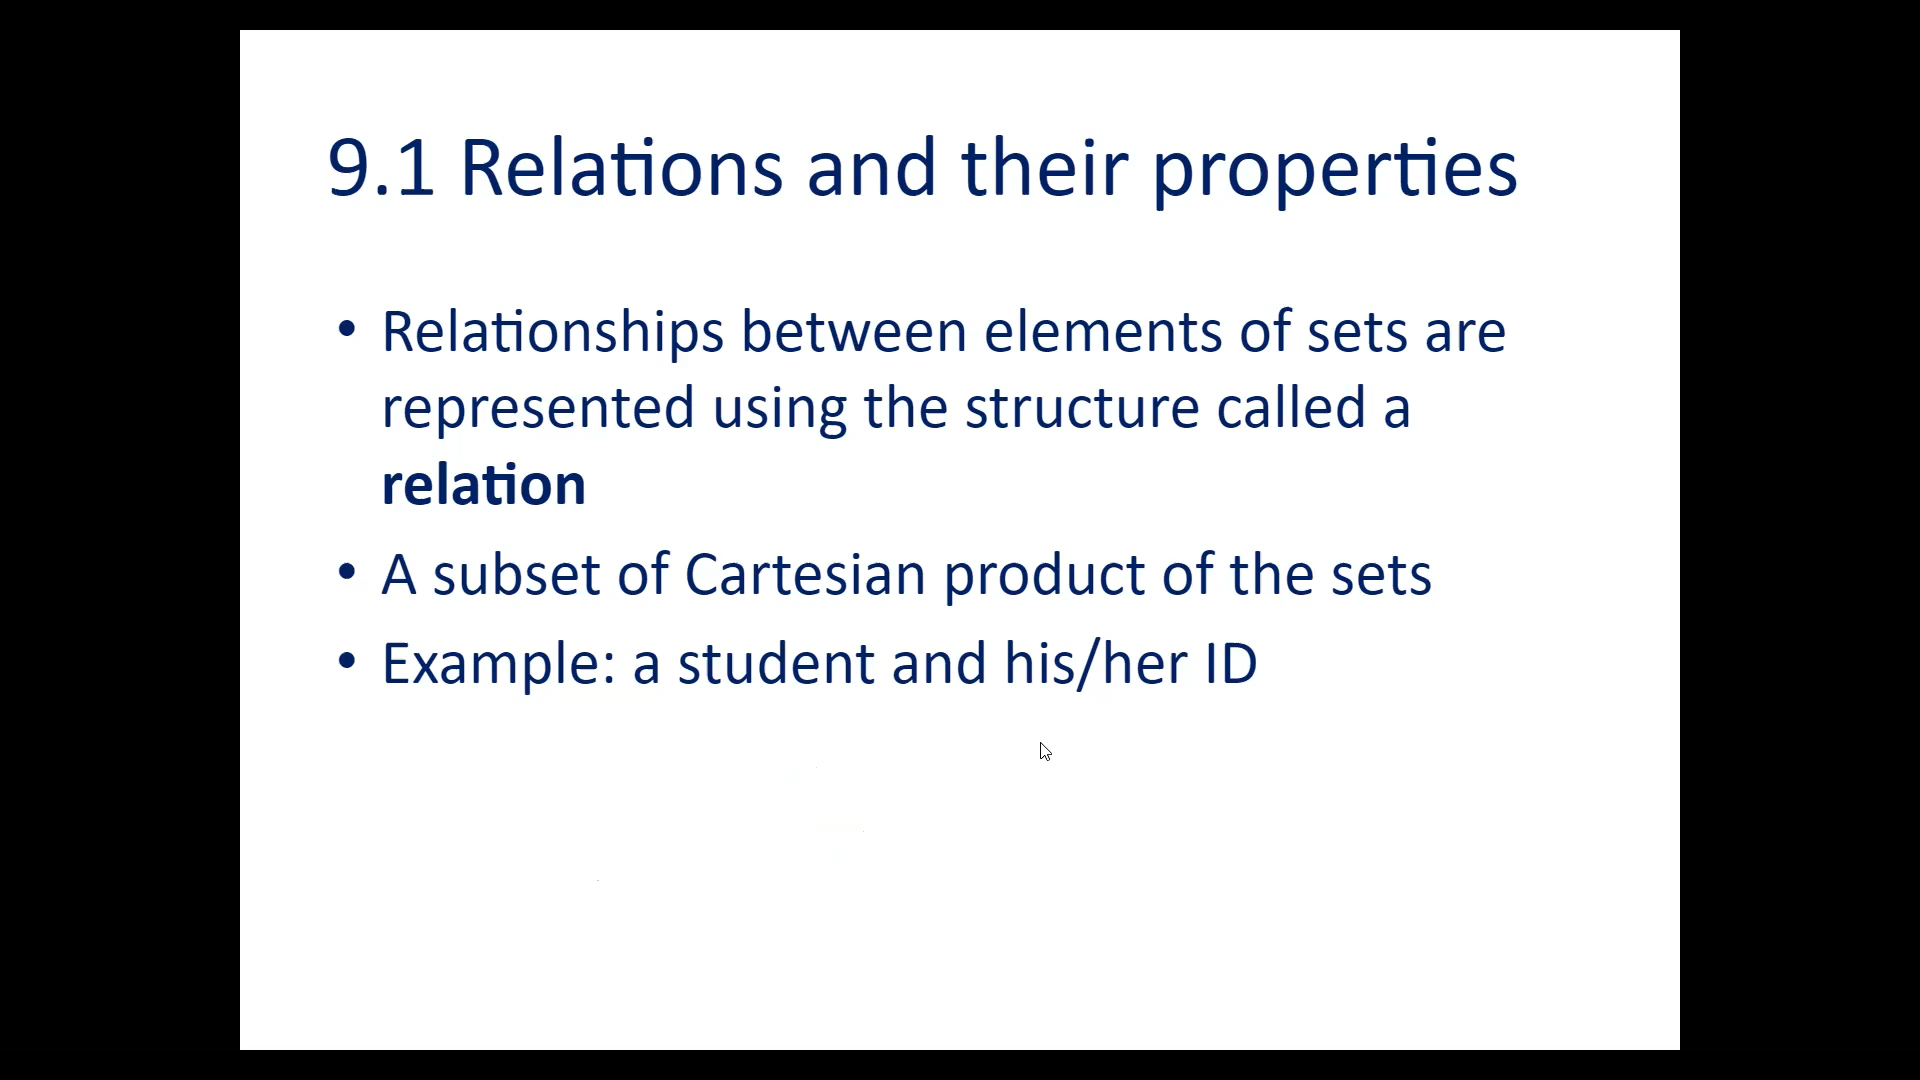 9.1 Relations and their properties
• Relationships between elements of sets are
represented using the structure called a
relation
• A subset of Cartesian product of the sets
• Example: a student and his/her ID